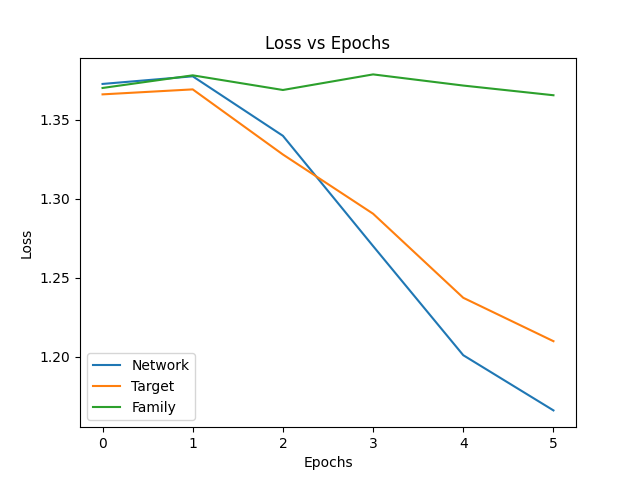 Loss vs Epochs
1.35
1.30
1.25
1.20
Loss
Network
Target
Family
0 1 2 3 4 5
Epochs